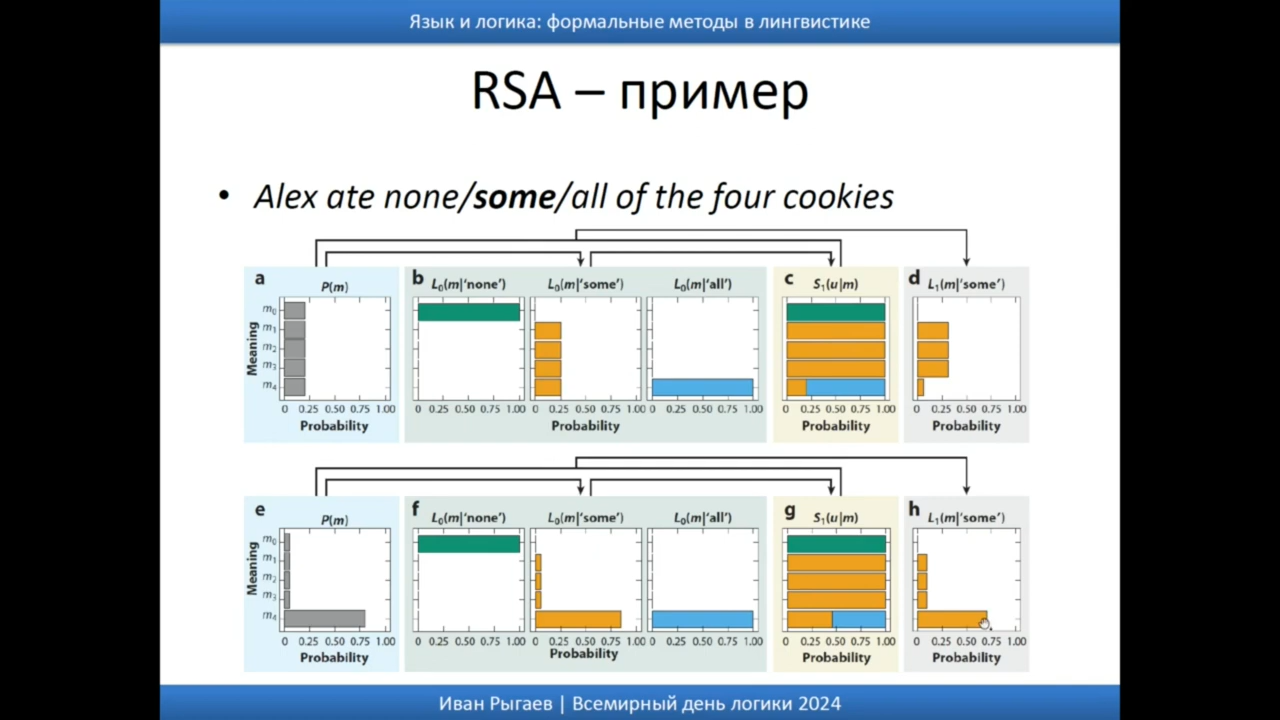 Язык и логика: формальные методы в лингвистике
RSA – пример
• Alex ate none/some/all of the four cookies
a P(m)
Meaning
m₀
m₁
m₂
m₃
m₄
0 0.25 0.50 0.75 1.00
Probability
b L₀(m|‘none’) L₀(m|‘some’) L₀(m|‘all’)
0 0.25 0.50 0.75 1.00 0 0.25 0.50 0.75 1.00 0 0.25 0.50 0.75 1.00
Probability
c S₁(u|m)
0 0.25 0.50 0.75 1.00
Probability
d L₁(m|‘some’)
0 0.25 0.50 0.75 1.00
Probability
e P(m)
Meaning
m₀
m₁
m₂
m₃
m₄
0 0.25 0.50 0.75 1.00
Probability
f L₀(m|‘none’) L₀(m|‘some’) L₀(m|‘all’)
0 0.25 0.50 0.75 1.00 0 0.25 0.50 0.75 1.00 0 0.25 0.50 0.75 1.00
Probability
g S₁(u|m)
0 0.25 0.50 0.75 1.00
Probability
h L₁(m|‘some’)
0 0.25 0.50 0.75 1.00
Probability
Иван Рыгаев | Всемирный день логики 2024